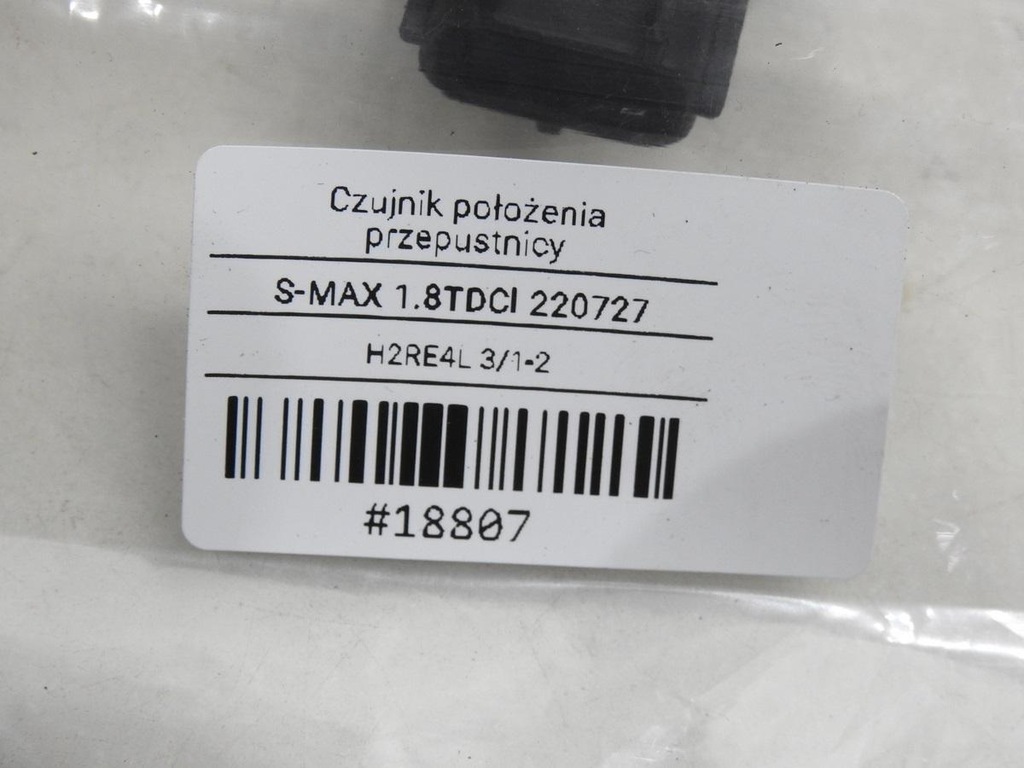 Czujnik położenia
przepustnicy
S-MAX 1.8TDCI 220727
H2RE4L 3/1-2
#18807